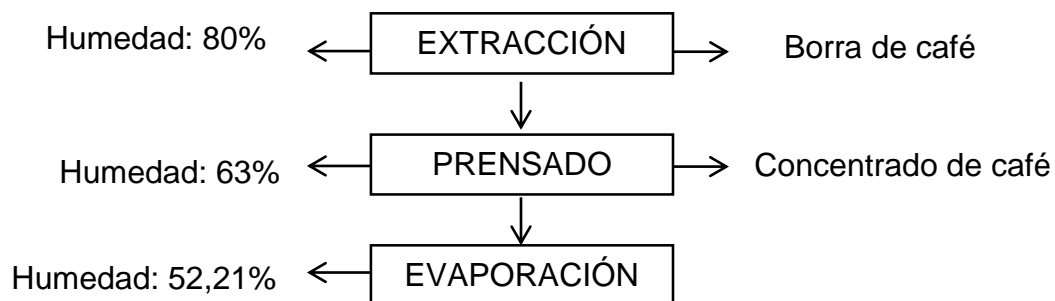 Humedad: 80%
EXTRACCIÓN
Borra de café
Humedad: 63%
PRENSADO
Concentrado de café
Humedad: 52,21%
EVAPORACIÓN